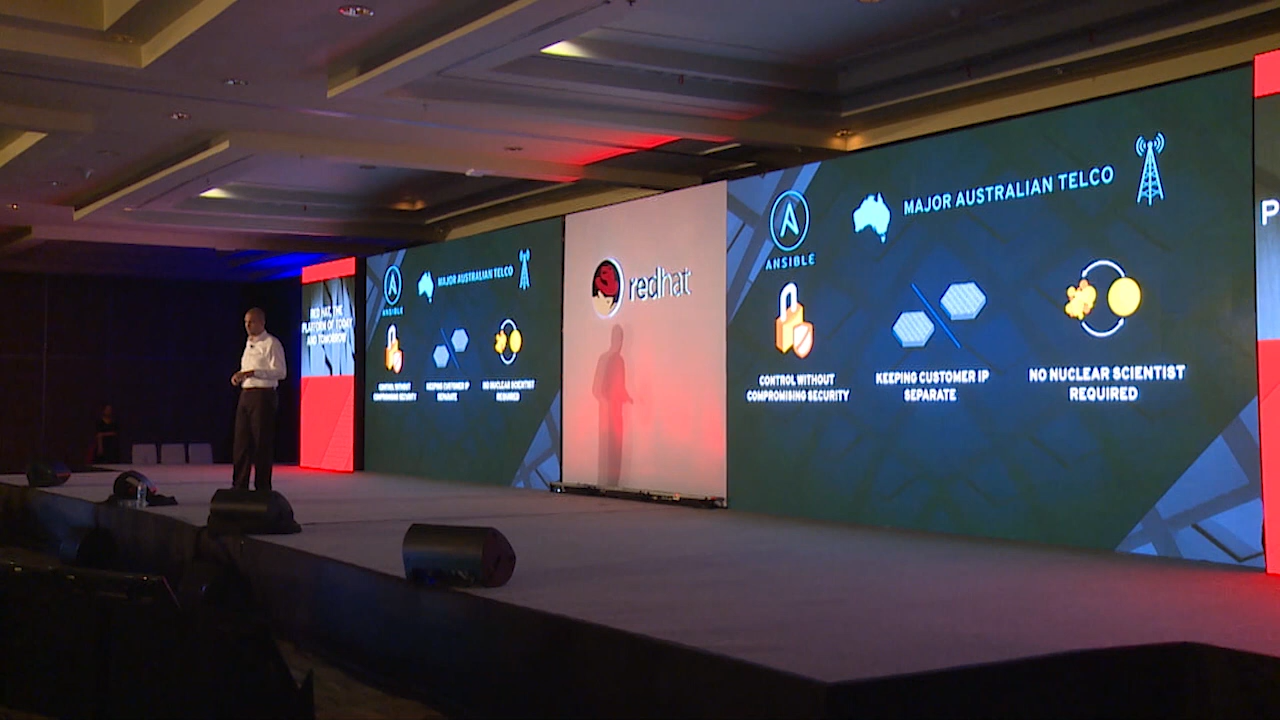 RED HAT, THE
PLATFORM OF TODAY
AND TOMORROW
ANSIBLE
MAJOR AUSTRALIAN TELCO
CONTROL WITHOUT
COMPROMISING SECURITY
KEEPING CUSTOMER IP
SEPARATE
NO NUCLEAR SCIENTIST
REQUIRED
redhat
ANSIBLE
MAJOR AUSTRALIAN TELCO
CONTROL WITHOUT
COMPROMISING SECURITY
KEEPING CUSTOMER IP
SEPARATE
NO NUCLEAR SCIENTIST
REQUIRED
P